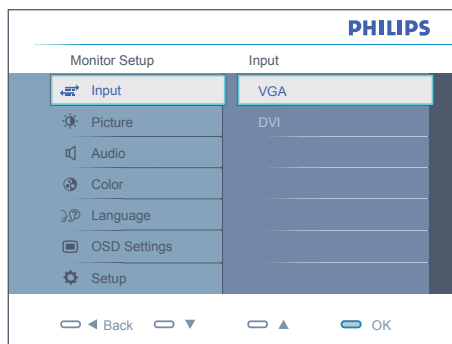 PHILIPS
Monitor Setup Input
Input VGA
Picture DVI
Audio
Color
Language
OSD Settings
Setup
Back OK